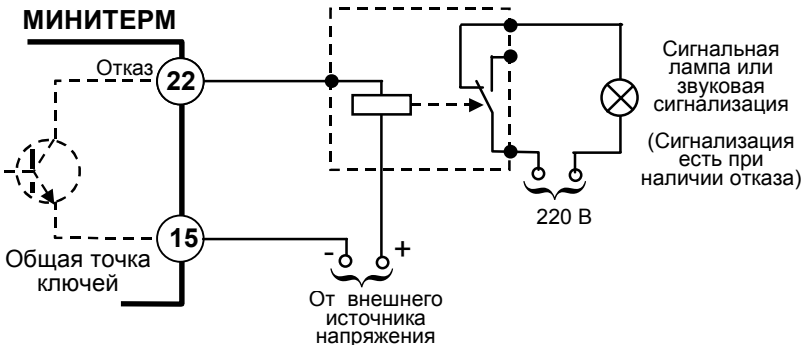 МИНИТЕРМ
Отказ
22
15
Общая точка
ключей
- +
От внешнего
источника
напряжения
220 В
Сигнальная
лампа или
звуковая
сигнализация
(Сигнализация
есть при
наличии отказа)